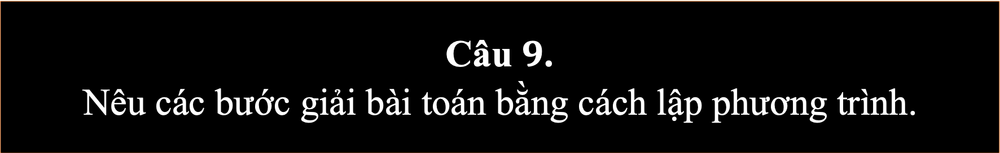 Câu 9.
Nêu các bước giải bài toán bằng cách lập phương trình.